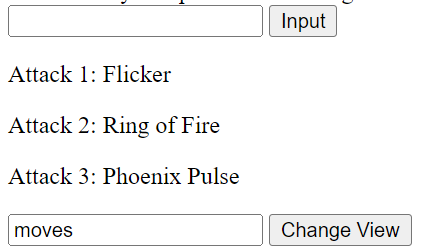 Input
Attack 1: Flicker
Attack 2: Ring of Fire
Attack 3: Phoenix Pulse
moves Change View